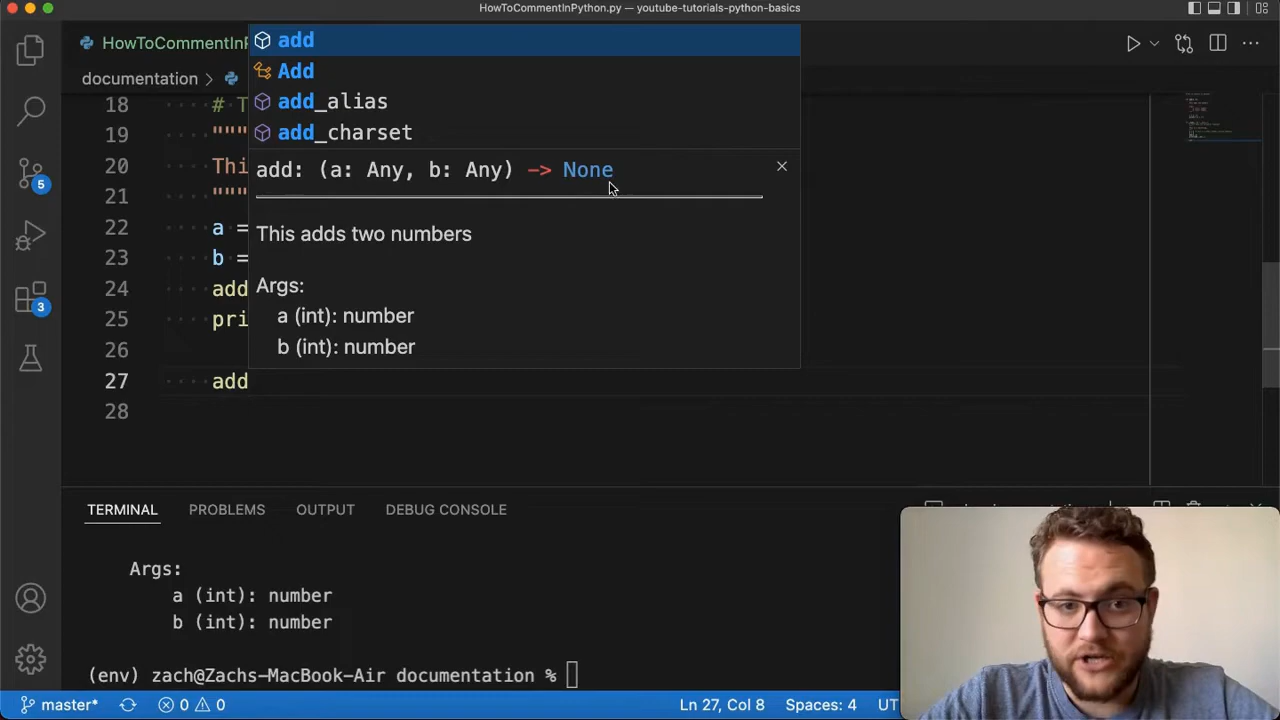 HowToCommentInPython.py — youtube-tutorials-python-basics
HowToCommentInP
documentation >
add
Add
add_alias
add_charset
add: (a: Any, b: Any) -> None
This adds two numbers
Args:
a (int): number
b (int): number
18 # T
19 """
20 Thi
21 """
22 a =
23 b =
24 add
25 pri
26
27 add
28
5
3
TERMINAL PROBLEMS OUTPUT DEBUG CONSOLE
Args:
a (int): number
b (int): number
(env) zach@Zachs-MacBook-Air documentation %
master* 0 0 Ln 27, Col 8 Spaces: 4 UT